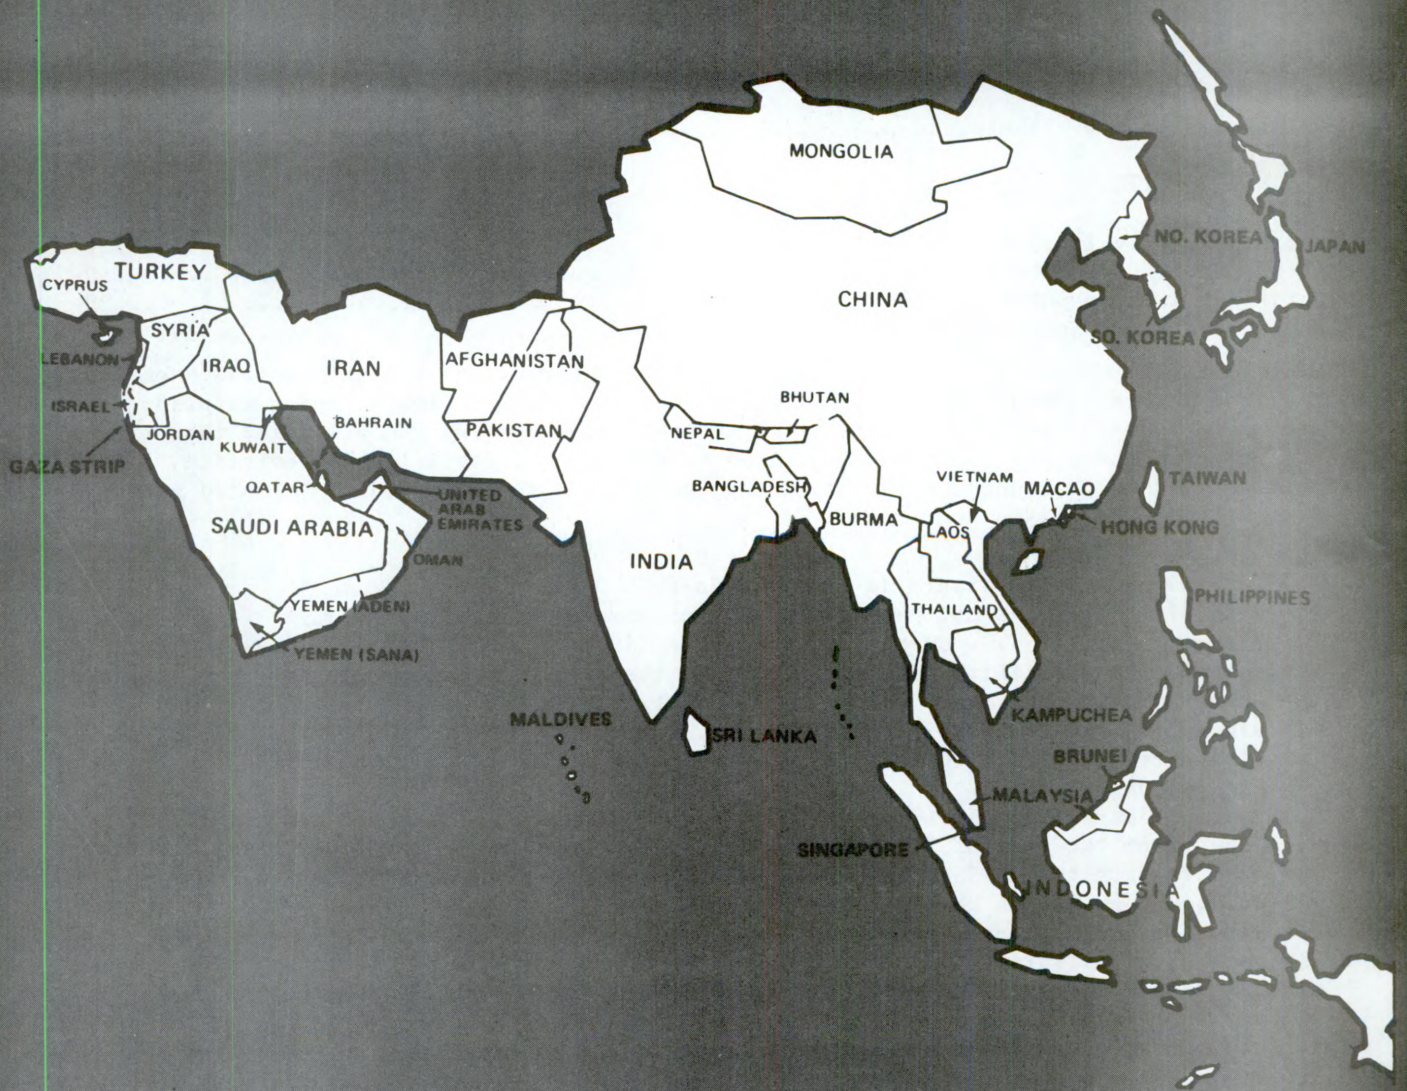 MONGOLIA
NO. KOREA
JAPAN
TURKEY
CYPRUS
CHINA
SYRIA
SO. KOREA
LEBANON
IRAQ
IRAN
AFGHANISTAN
BHUTAN
ISRAEL
JORDAN
KUWAIT
BAHRAIN
PAKISTAN
NEPAL
GAZA STRIP
QATAR
UNITED
ARAB
EMIRATES
BANGLADESH
VIETNAM
MACAO
TAIWAN
SAUDI ARABIA
BURMA
LAOS
HONG KONG
OMAN
INDIA
YEMEN (ADEN)
THAILAND
PHILIPPINES
YEMEN (SANA)
MALDIVES
SRI LANKA
KAMPUCHEA
BRUNEI
MALAYSIA
SINGAPORE
INDONESIA